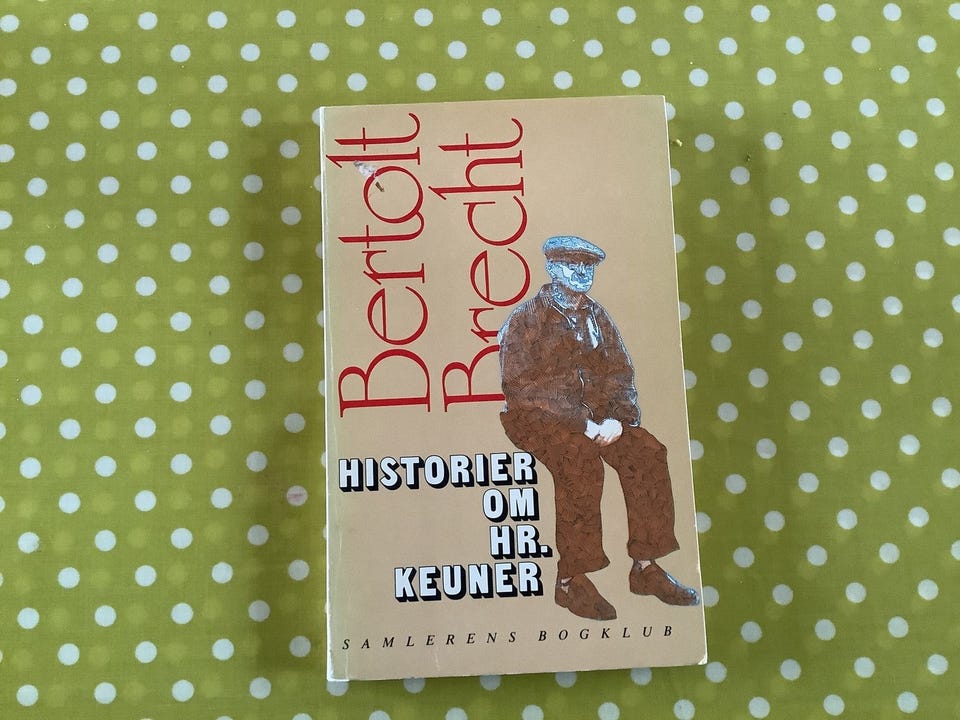 Bertolt
Brecht
HISTORIER
OM
HR.
KEUNER
SAMLERENS BOGKLUB